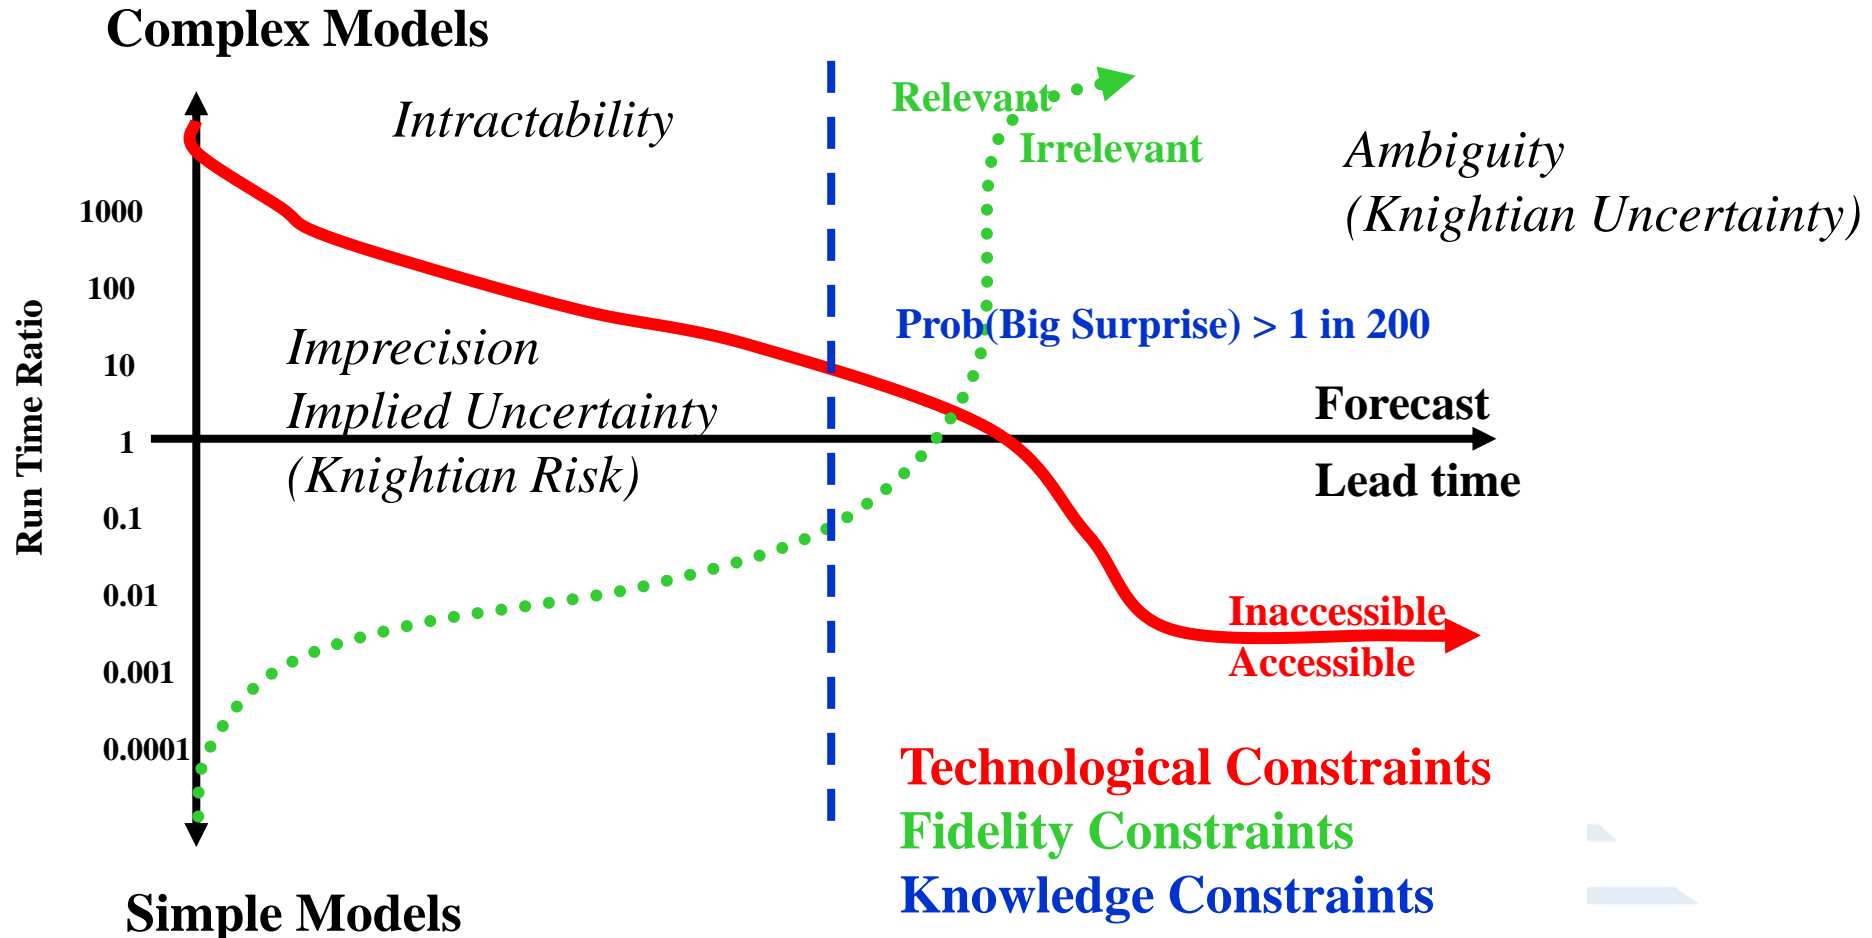 Complex Models
Intractability
Relevant
Irrelevant
Ambiguity
(Knightian Uncertainty)
1000
100
10
1
0.1
0.01
0.001
0.0001
Run Time Ratio
Imprecision
Implied Uncertainty
(Knightian Risk)
Prob(Big Surprise) > 1 in 200
Forecast
Lead time
Inaccessible
Accessible
Technological Constraints
Fidelity Constraints
Knowledge Constraints
Simple Models